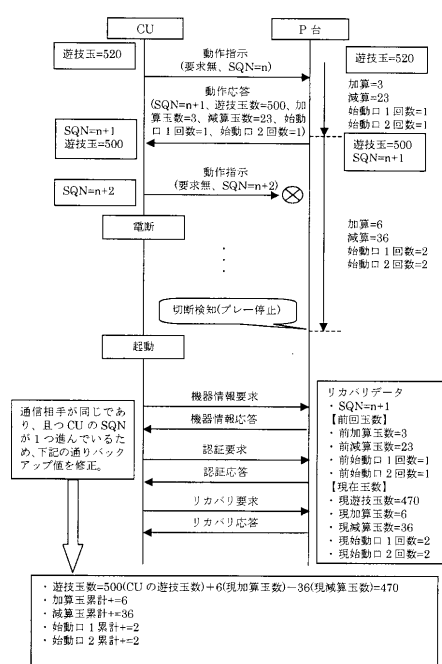 CU
P台
遊技玉=520
動作指示
(要求無、SQN=n)
遊技玉=520
加算=3
減算=23
始動口1回数=1
始動口2回数=1
動作応答
(SQN=n+1、遊技玉数=500、加
算玉数=3、減算玉数=23、始動
口1回数=1、始動口2回数=1)
SQN=n+1
遊技玉=500
遊技玉=500
SQN=n+1
動作指示
(要求無、SQN=n+2)
SQN=n+2
電断
加算=6
減算=36
始動口1回数=2
始動口2回数=2
切断検知(プレー停止)
起動
機器情報要求
機器情報応答
認証要求
認証応答
リカバリ要求
リカバリ応答
通信相手が同じであ
り、且つCUのSQN
が1つ進んでいるた
め、下記の通りバック
アップ値を修正。
リカバリデータ
・SQN=n+1
【前回玉数】
・前加算玉数=3
・前減算玉数=23
・前始動口1回数=1
・前始動口2回数=1
【現在玉数】
・現遊技玉数=470
・現加算玉数=6
・現減算玉数=36
・現始動口1回数=2
・現始動口2回数=2
・遊技玉数=500(CUの遊技玉数)+6(現加算玉数)-36(現減算玉数)=470
・加算玉累計+=6
・減算玉累計+=36
・始動口1累計+=2
・始動口2累計+=2